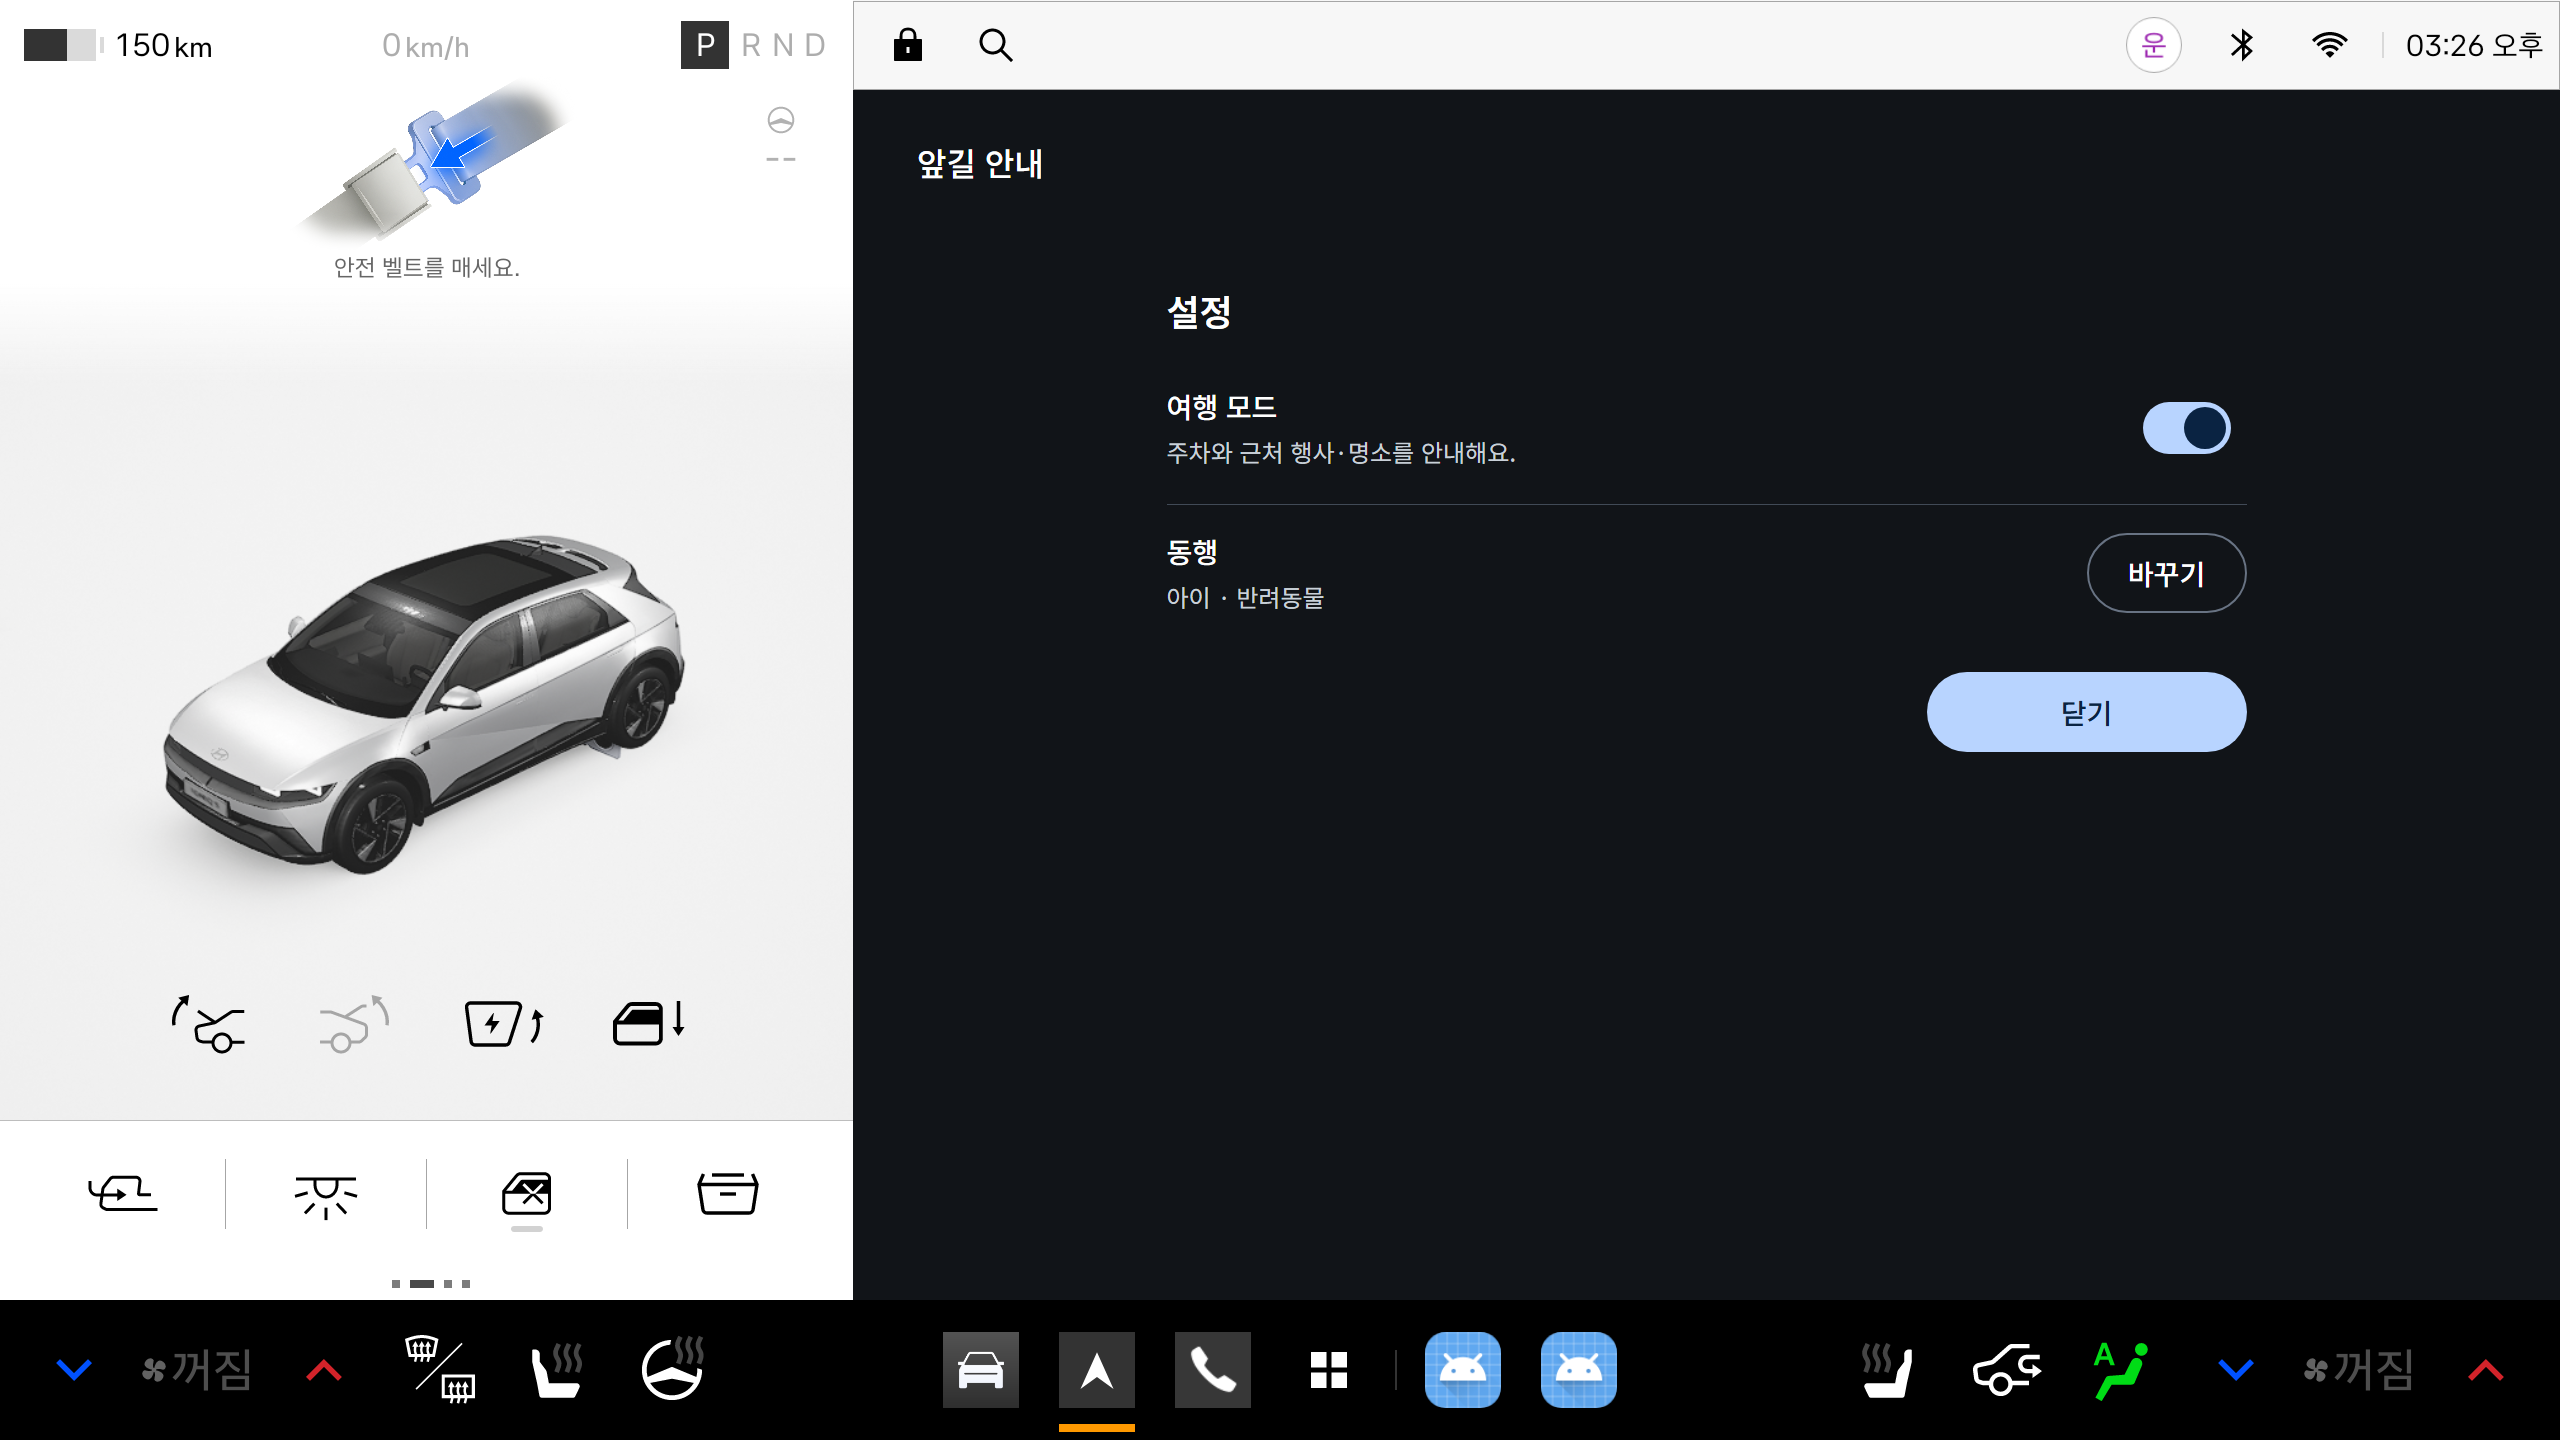 150 km
0 km/h
P R N D
운
03:26 오후
안전 벨트를 매세요.
앞길 안내
설정
여행 모드
주차와 근처 행사·명소를 안내해요.
동행
아이 · 반려동물
바꾸기
닫기
꺼짐
A
꺼짐